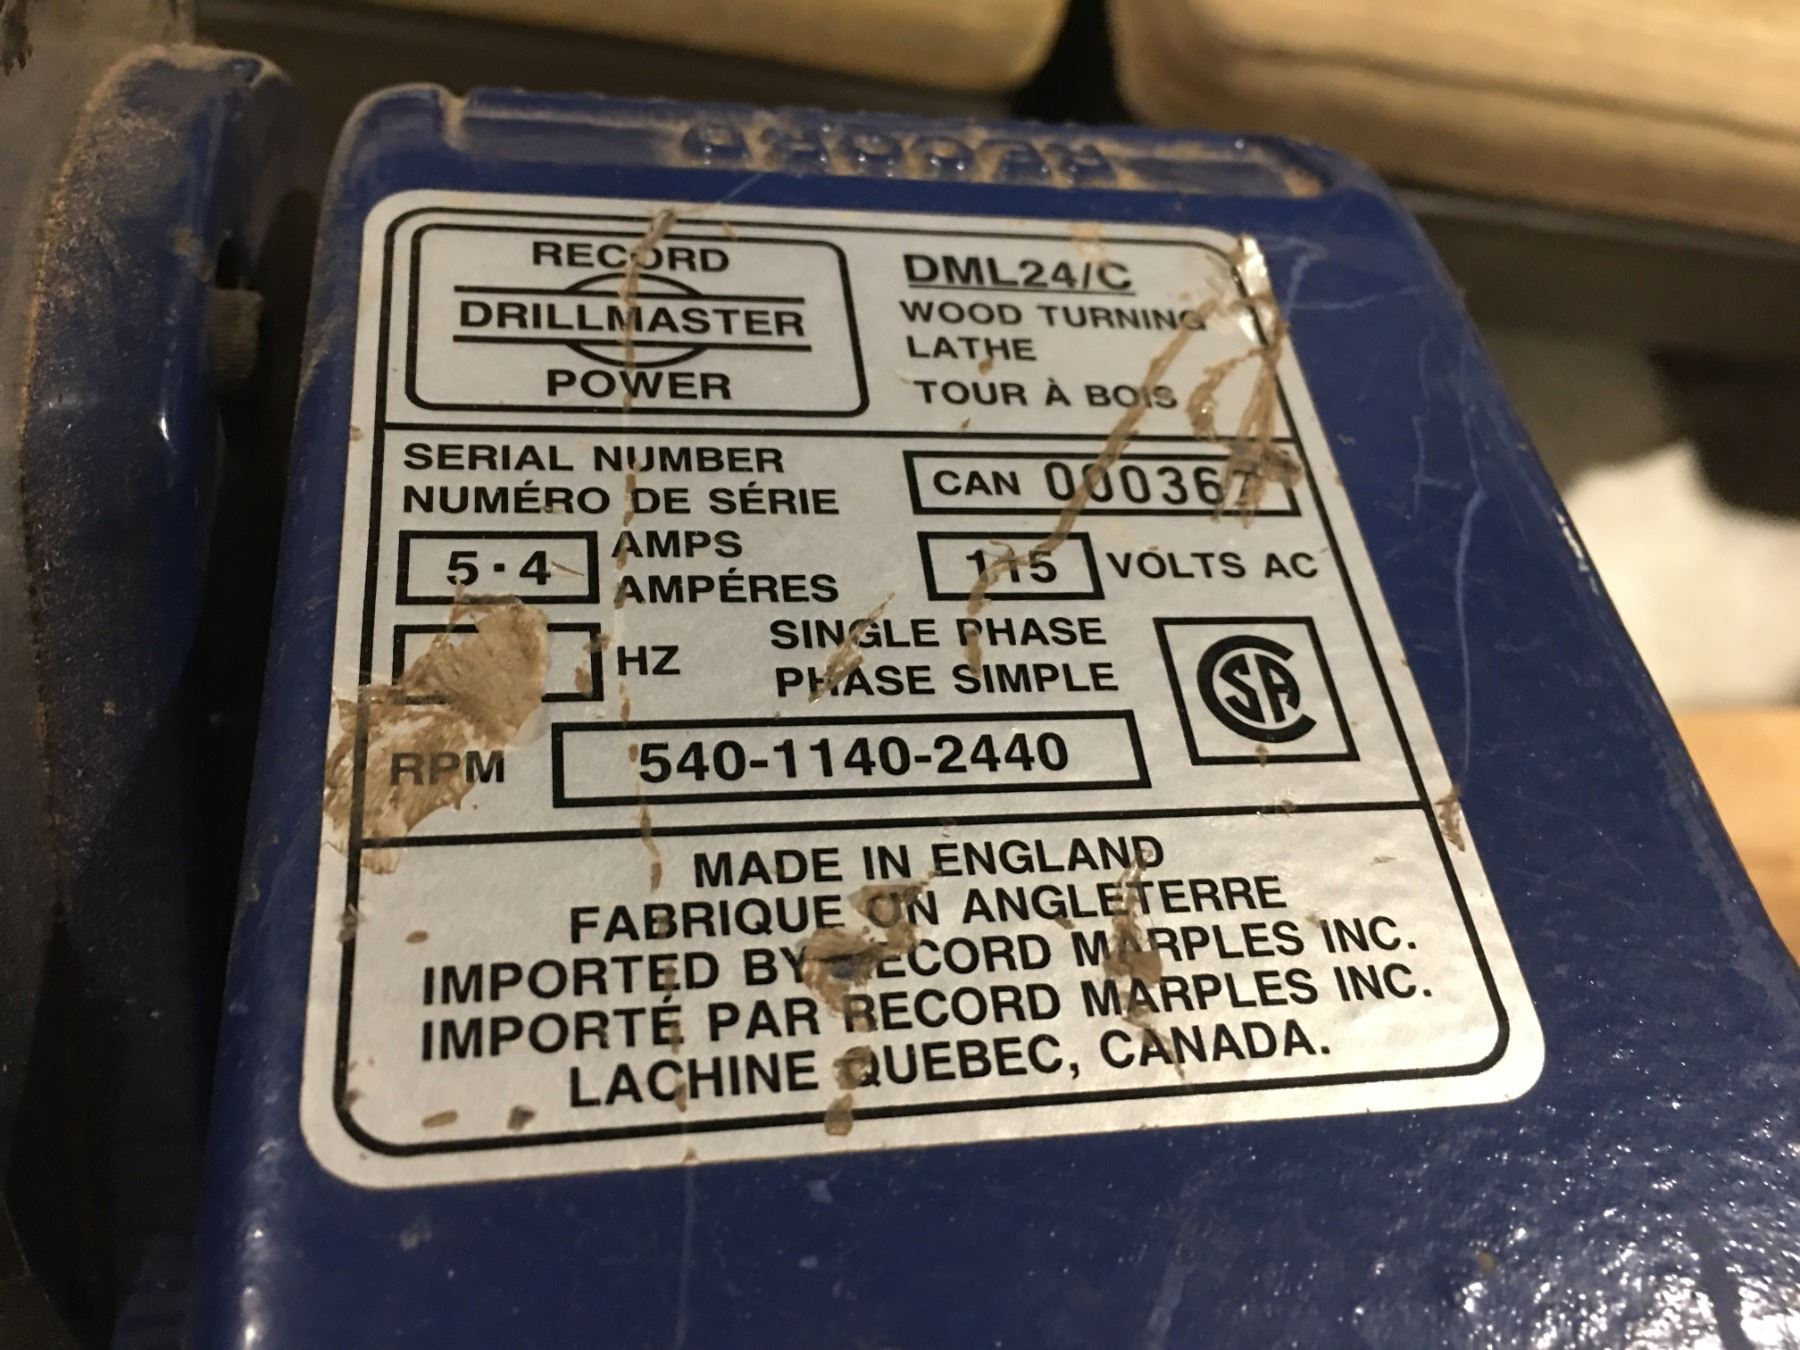 RECORD
RECORD
DRILLMASTER
POWER
DML24/C
WOOD TURNING
LATHE
TOUR À BOIS
SERIAL NUMBER
NUMÉRO DE SÉRIE
CAN 000367
5·4 AMPS
AMPÉRES
115 VOLTS AC
HZ
SINGLE PHASE
PHASE SIMPLE
CSA
RPM 540-1140-2440
MADE IN ENGLAND
FABRIQUE ON ANGLETERRE
IMPORTED BY RECORD MARPLES INC.
IMPORTÉ PAR RECORD MARPLES INC.
LACHINE QUEBEC, CANADA.